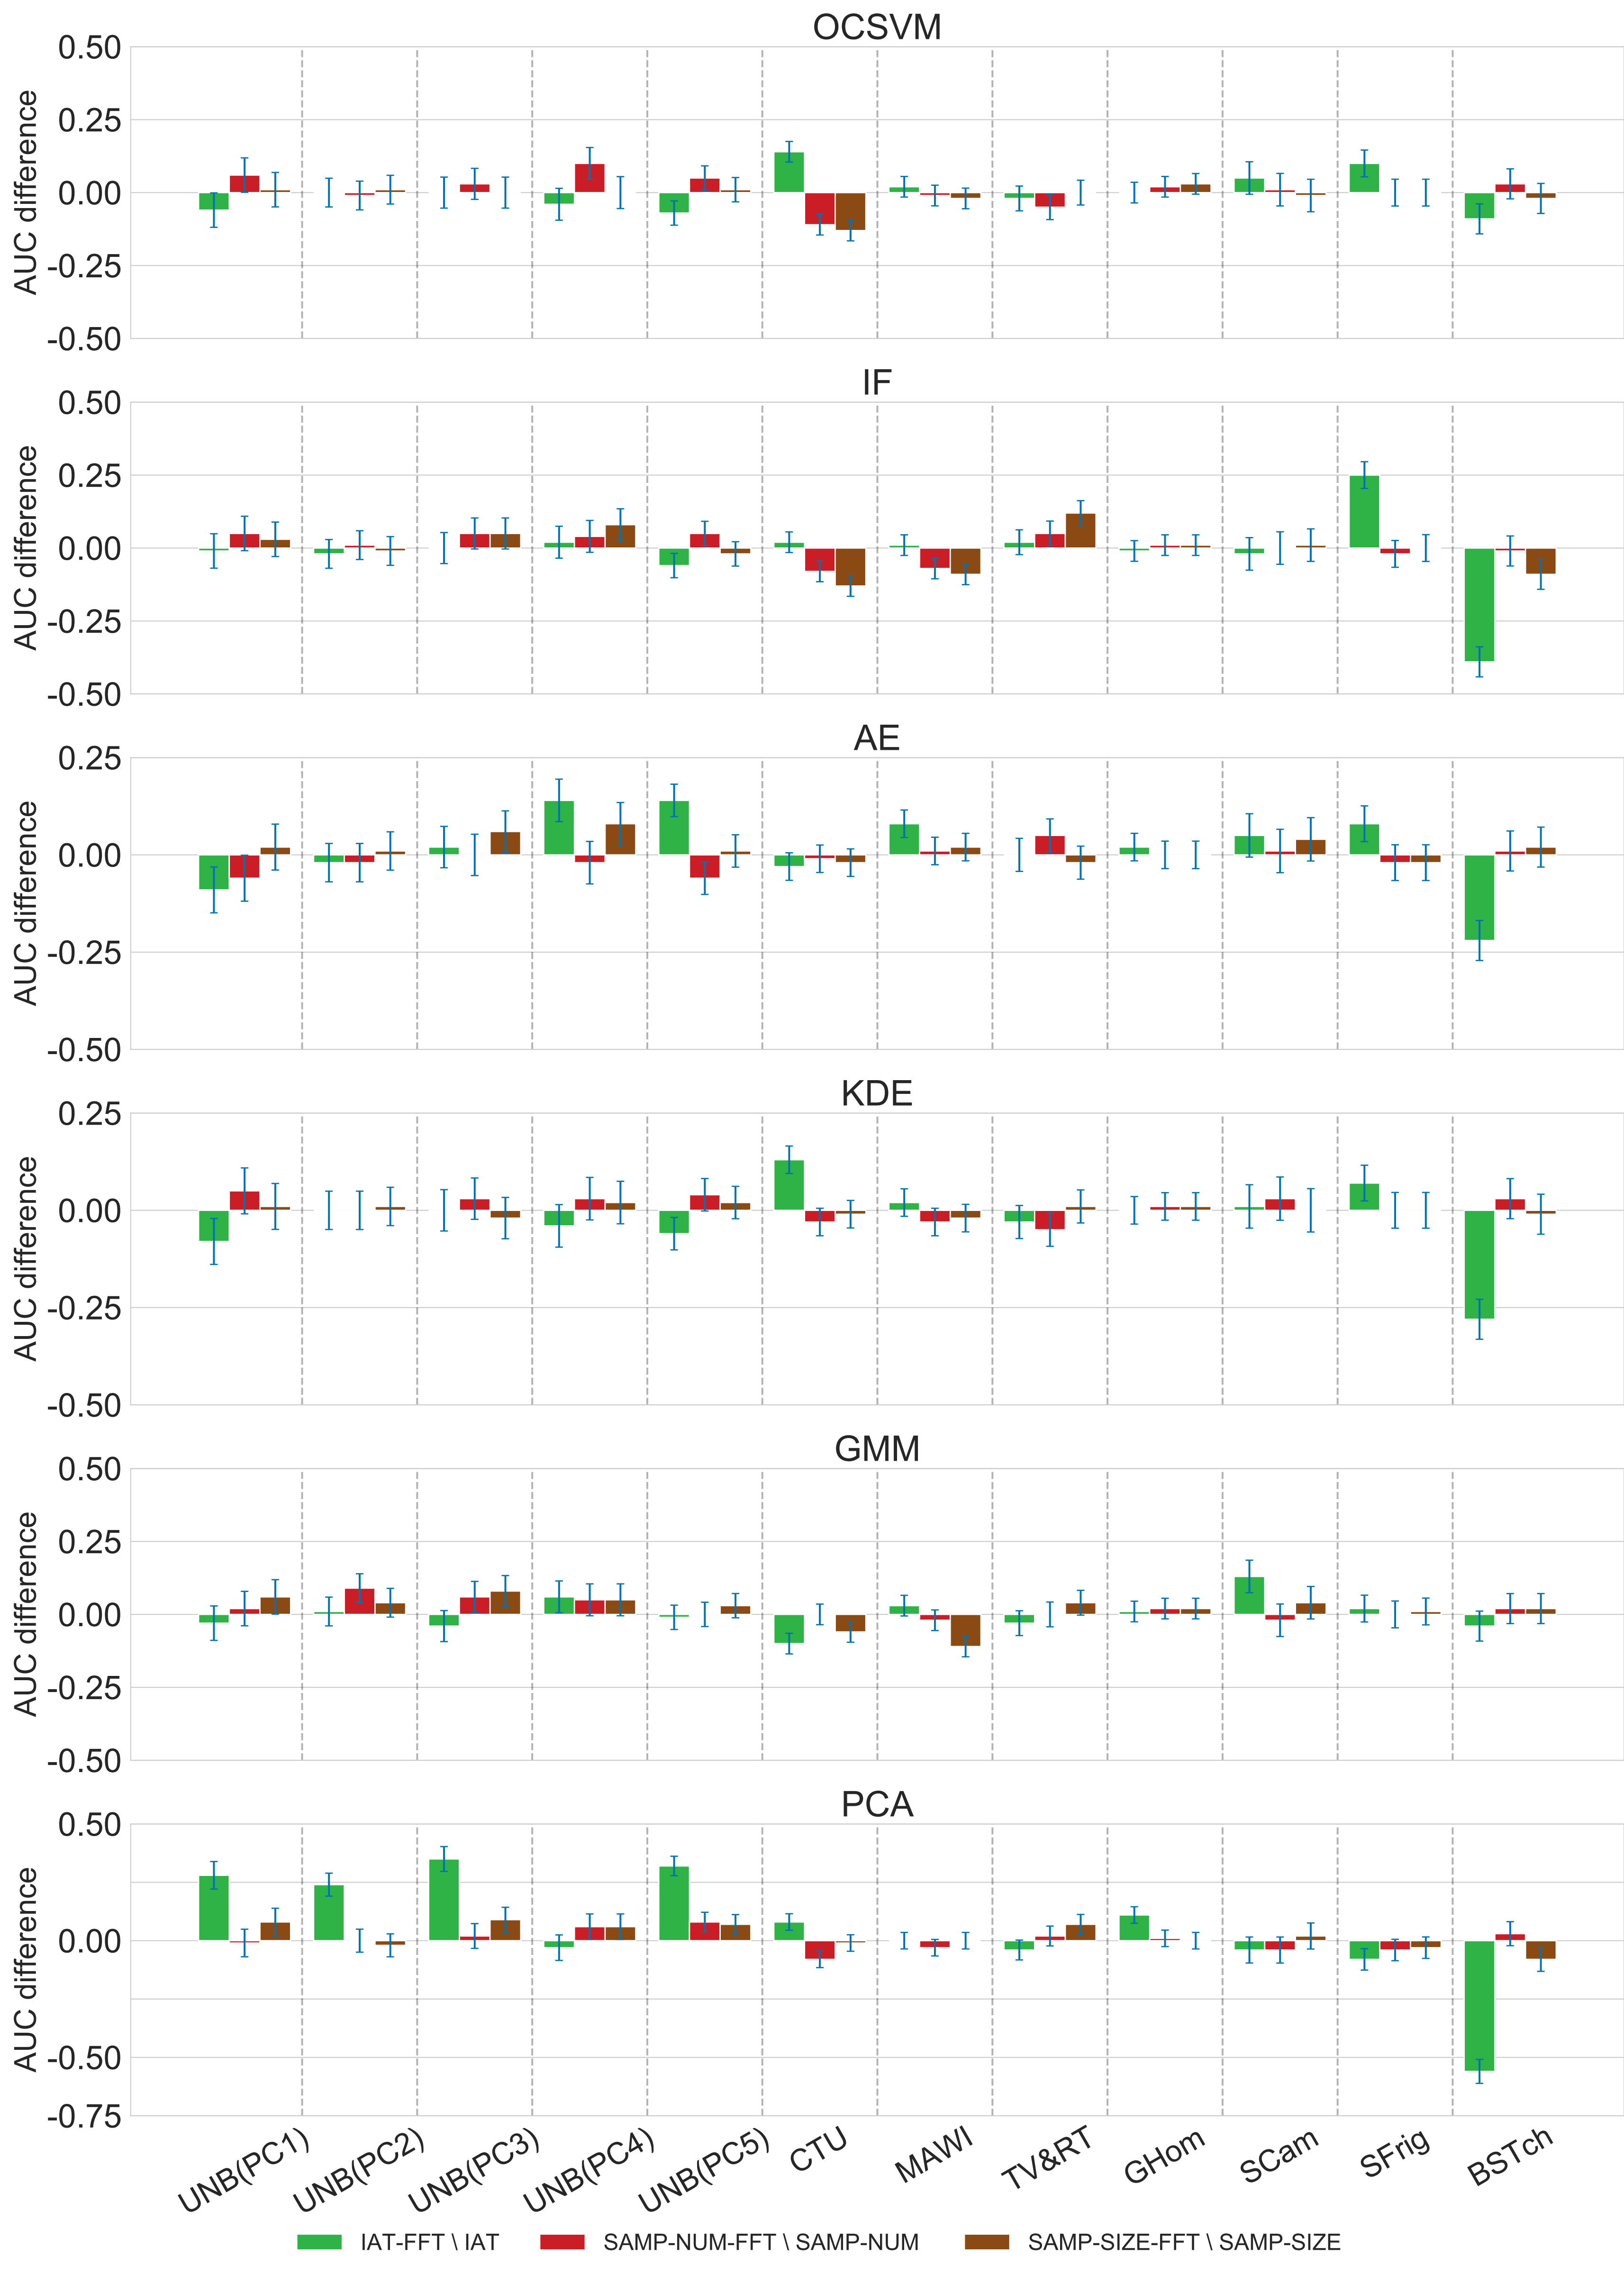 OCSVM
0.50
0.25
0.00
-0.25
-0.50
AUC difference
IF
0.50
0.25
0.00
-0.25
-0.50
AUC difference
AE
0.25
0.00
-0.25
-0.50
AUC difference
KDE
0.25
0.00
-0.25
-0.50
AUC difference
GMM
0.50
0.25
0.00
-0.25
-0.50
AUC difference
PCA
0.50
0.00
-0.50
-0.75
AUC difference
UNB(PC1)
UNB(PC2)
UNB(PC3)
UNB(PC4)
UNB(PC5)
CTU
MAWI
TV&RT
GHom
SCam
SFrig
BSTch
IAT-FFT \ IAT
SAMP-NUM-FFT \ SAMP-NUM
SAMP-SIZE-FFT \ SAMP-SIZE